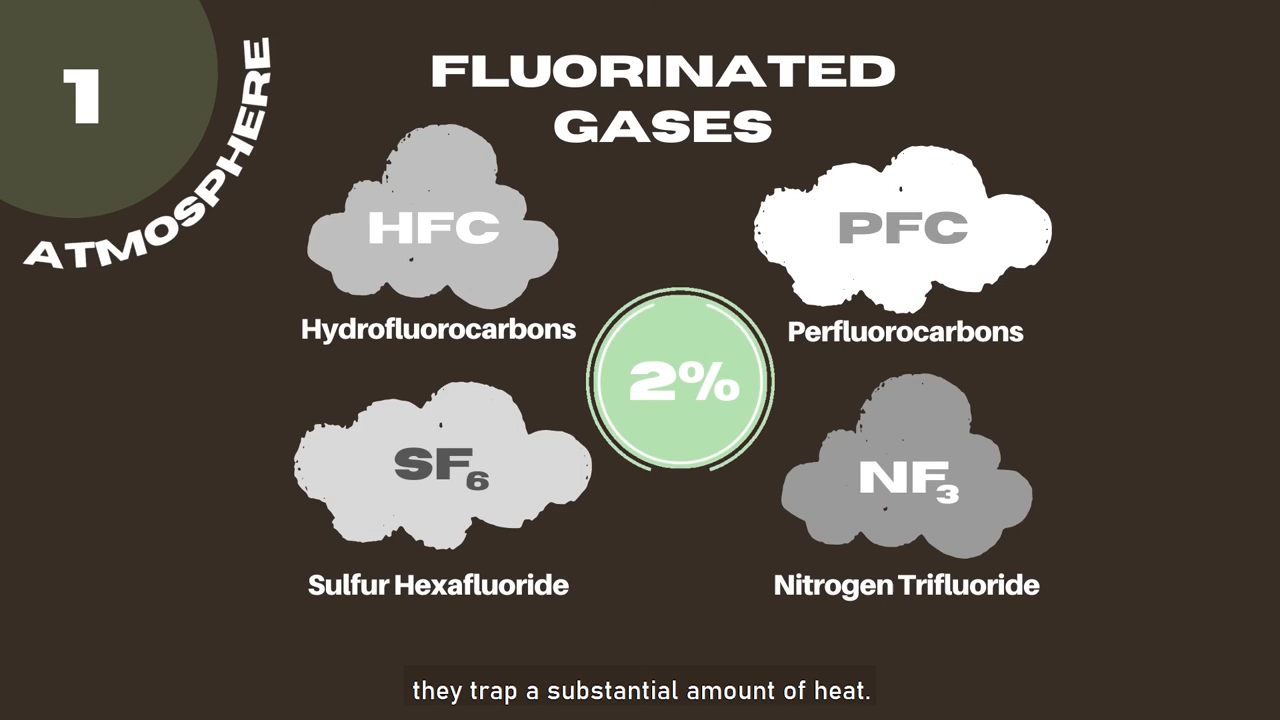 1
ATMOSPHERE
FLUORINATED
GASES
HFC
Hydrofluorocarbons
PFC
Perfluorocarbons
2%
SF₆
Sulfur Hexafluoride
NF₃
Nitrogen Trifluoride
they trap a substantial amount of heat.